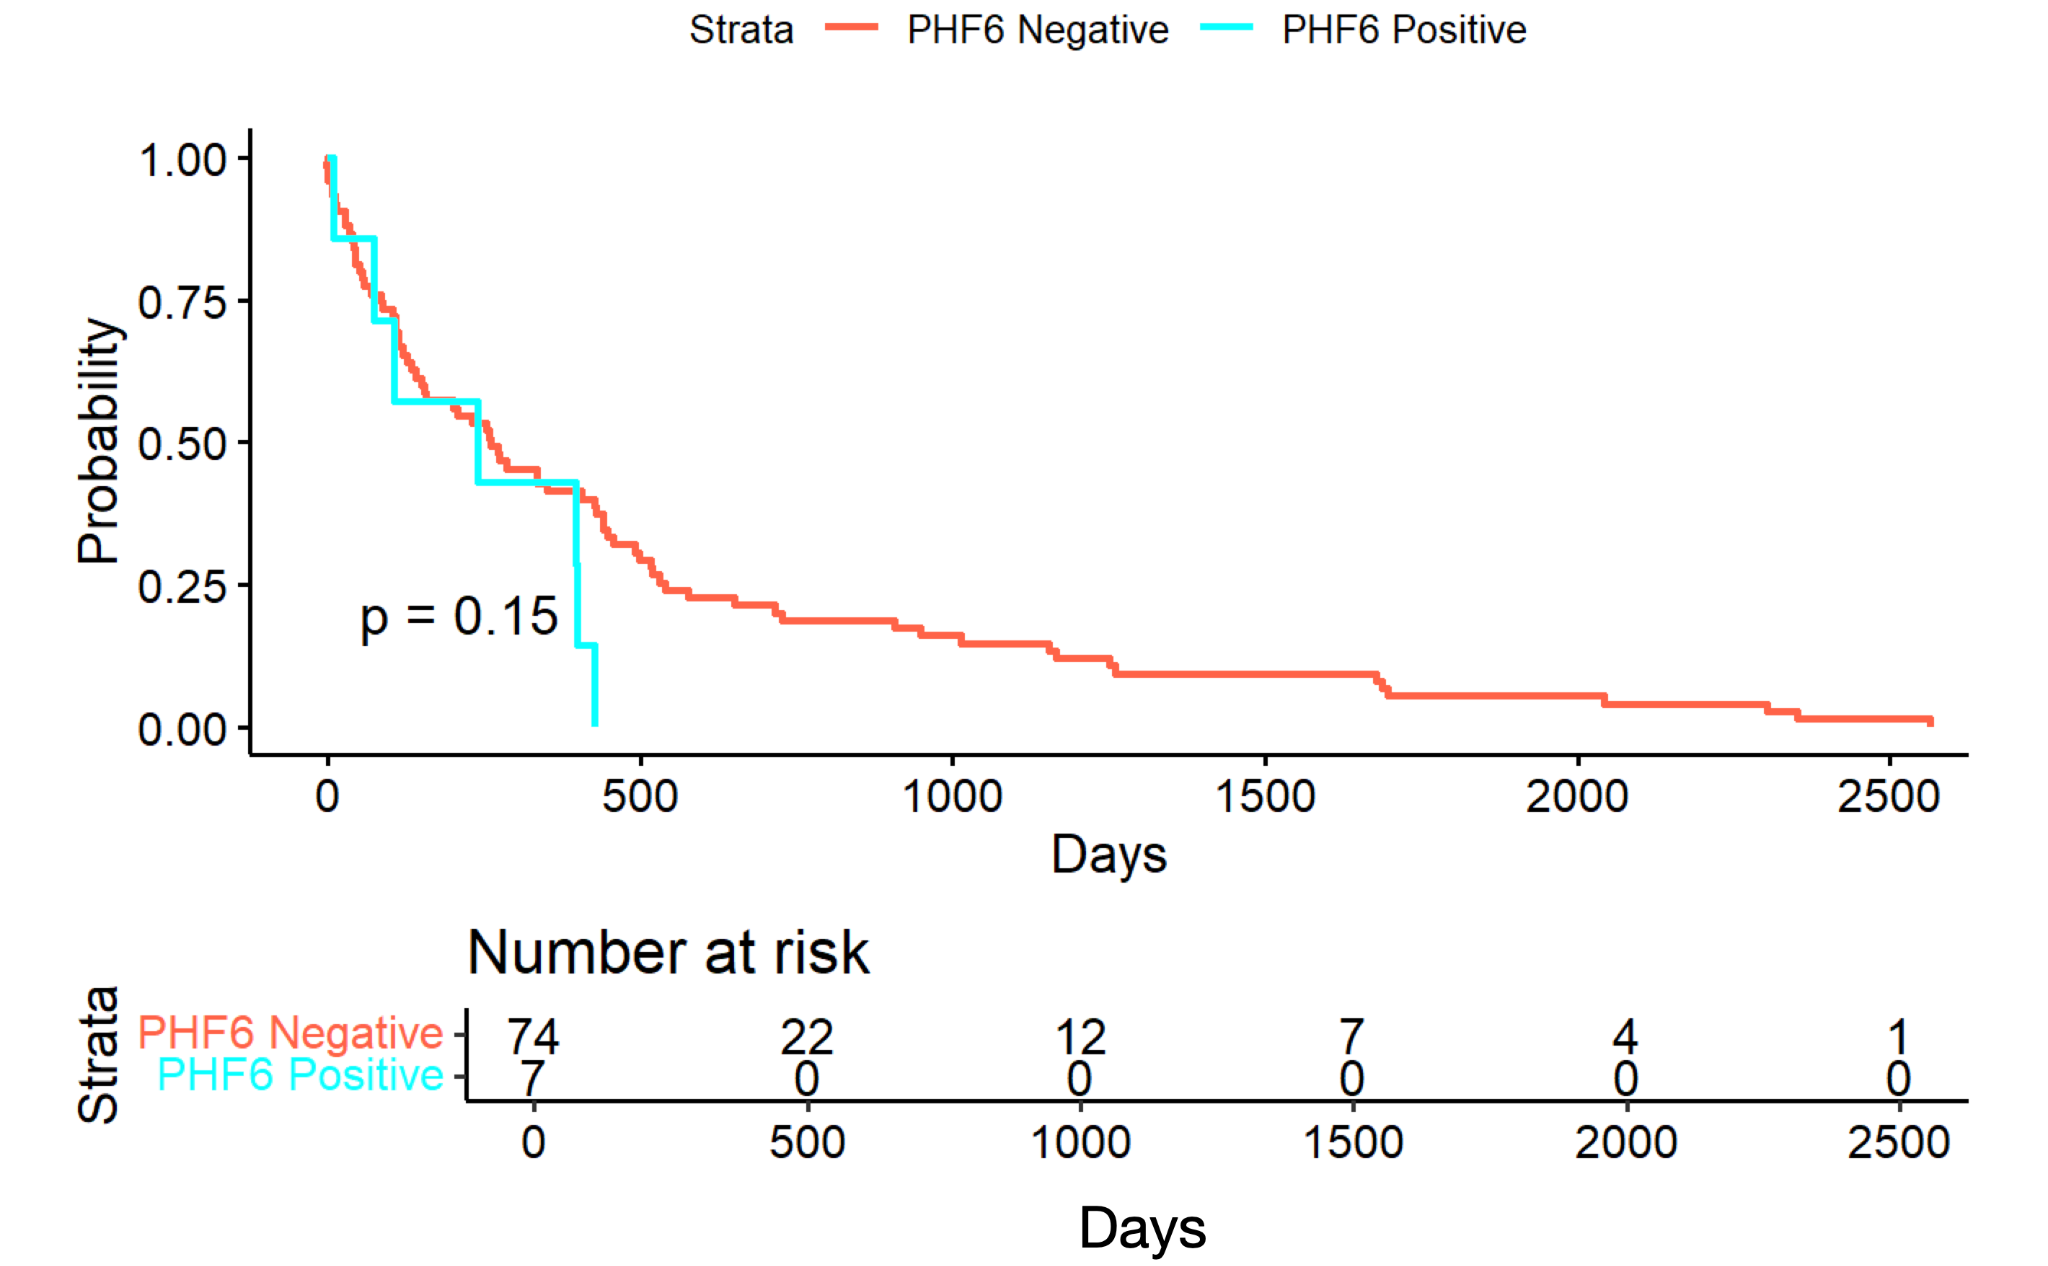 Strata PHF6 Negative PHF6 Positive
1.00
0.75
0.50
0.25
0.00
Probability
p = 0.15
0 500 1000 1500 2000 2500
Days
Number at risk
Strata
PHF6 Negative 74 22 12 7 4 1
PHF6 Positive 7 0 0 0 0 0
0 500 1000 1500 2000 2500
Days